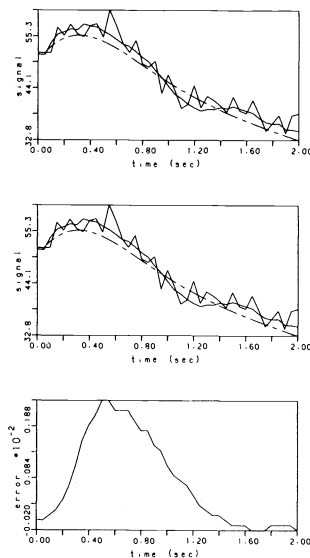 signal
55.3
44.1
32.8
0.00 0.40 0.80 1.20 1.60 2.00
time (sec)
signal
55.3
44.1
32.8
0.00 0.40 0.80 1.20 1.60 2.00
time (sec)
error *10^-2
0.188
0.084
-0.020
0.00 0.40 0.80 1.20 1.60 2.00
time (sec)